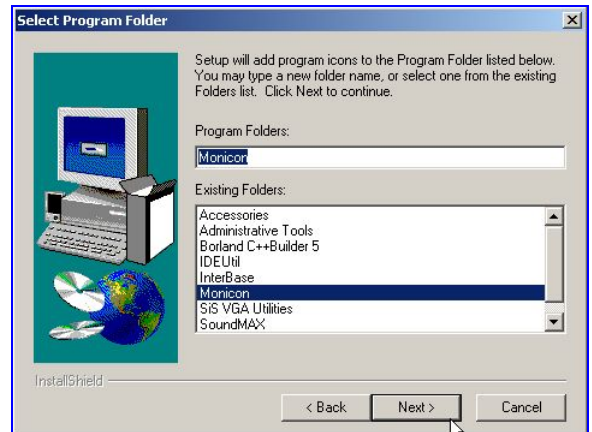 Select Program Folder
Setup will add program icons to the Program Folder listed below.
You may type a new folder name, or select one from the existing
Folders list. Click Next to continue.
Program Folders:
Monicon
Existing Folders:
Accessories
Administrative Tools
Borland C++Builder 5
IDEUtil
InterBase
Monicon
SiS VGA Utilities
SoundMAX
InstallShield
< Back
Next >
Cancel